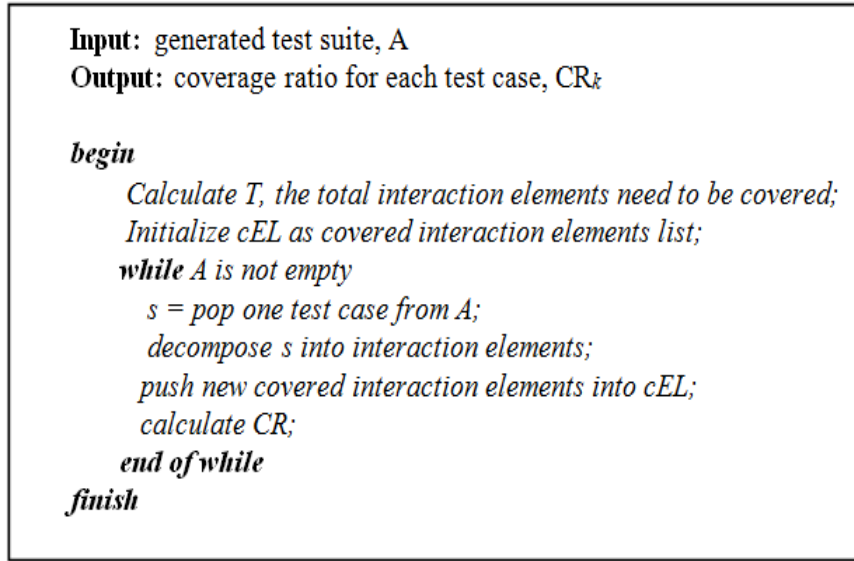 Input: generated test suite, A
Output: coverage ratio for each test case, CRk
begin
Calculate T, the total interaction elements need to be covered;
Initialize cEL as covered interaction elements list;
while A is not empty
s = pop one test case from A;
decompose s into interaction elements;
push new covered interaction elements into cEL;
calculate CR;
end of while
finish